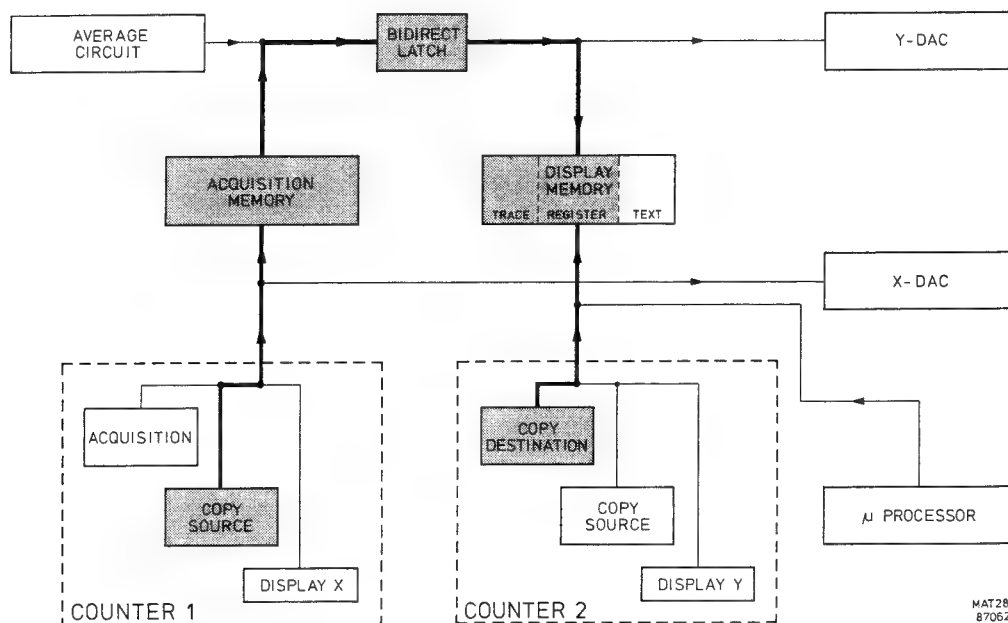 AVERAGE
CIRCUIT
BIDIRECT
LATCH
Y-DAC
ACQUISITION
MEMORY
DISPLAY
MEMORY
TRACE REGISTER TEXT
X-DAC
ACQUISITION
COPY
SOURCE
DISPLAY X
COUNTER 1
COPY
DESTINATION
COPY
SOURCE
DISPLAY Y
COUNTER 2
μ PROCESSOR
MAT28